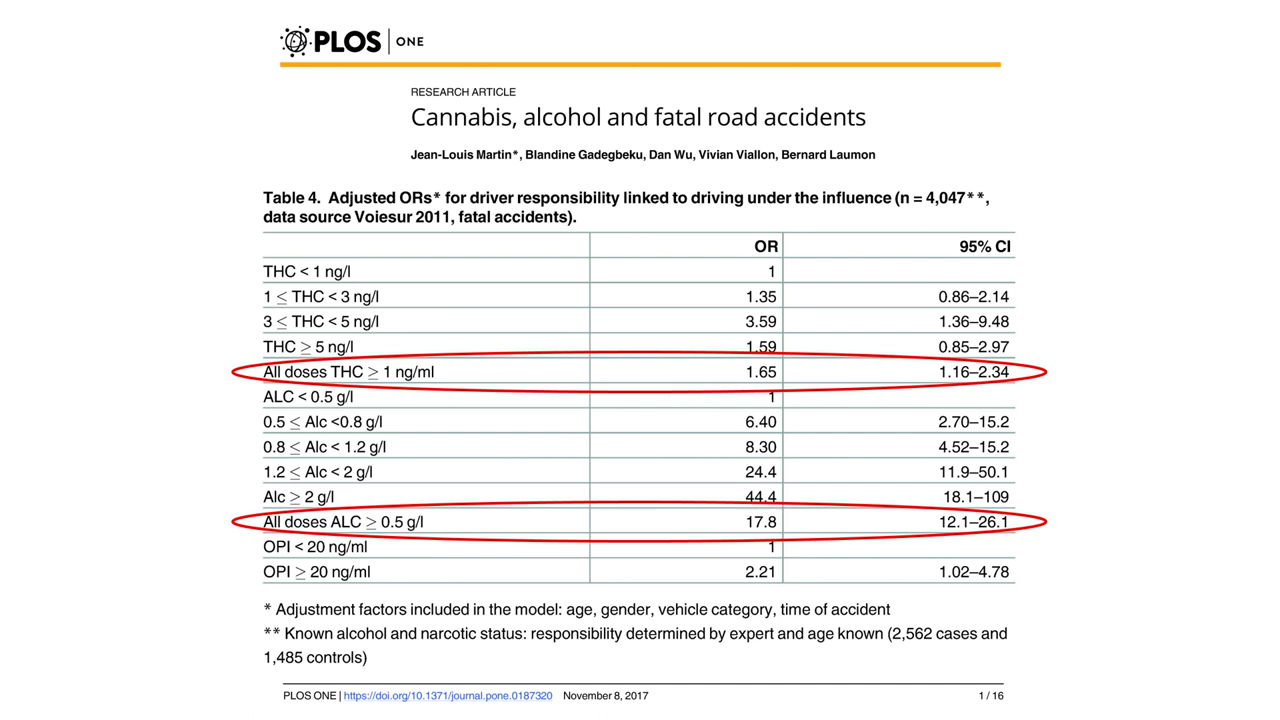 PLOS ONE
RESEARCH ARTICLE
Cannabis, alcohol and fatal road accidents
Jean-Louis Martin*, Blandine Gadegbeku, Dan Wu, Vivian Viallon, Bernard Laumon
Table 4. Adjusted ORs* for driver responsibility linked to driving under the influence (n = 4,047**,
data source Voiesur 2011, fatal accidents).
OR 95% CI
THC < 1 ng/l 1
1 ≤ THC < 3 ng/l 1.35 0.86–2.14
3 ≤ THC < 5 ng/l 3.59 1.36–9.48
THC ≥ 5 ng/l 1.59 0.85–2.97
All doses THC ≥ 1 ng/ml 1.65 1.16–2.34
ALC < 0.5 g/l 1
0.5 ≤ Alc <0.8 g/l 6.40 2.70–15.2
0.8 ≤ Alc < 1.2 g/l 8.30 4.52–15.2
1.2 ≤ Alc < 2 g/l 24.4 11.9–50.1
Alc ≥ 2 g/l 44.4 18.1–109
All doses ALC ≥ 0.5 g/l 17.8 12.1–26.1
OPI < 20 ng/ml 1
OPI ≥ 20 ng/ml 2.21 1.02–4.78
* Adjustment factors included in the model: age, gender, vehicle category, time of accident
** Known alcohol and narcotic status: responsibility determined by expert and age known (2,562 cases and
1,485 controls)
PLOS ONE | https://doi.org/10.1371/journal.pone.0187320 November 8, 2017 1 / 16